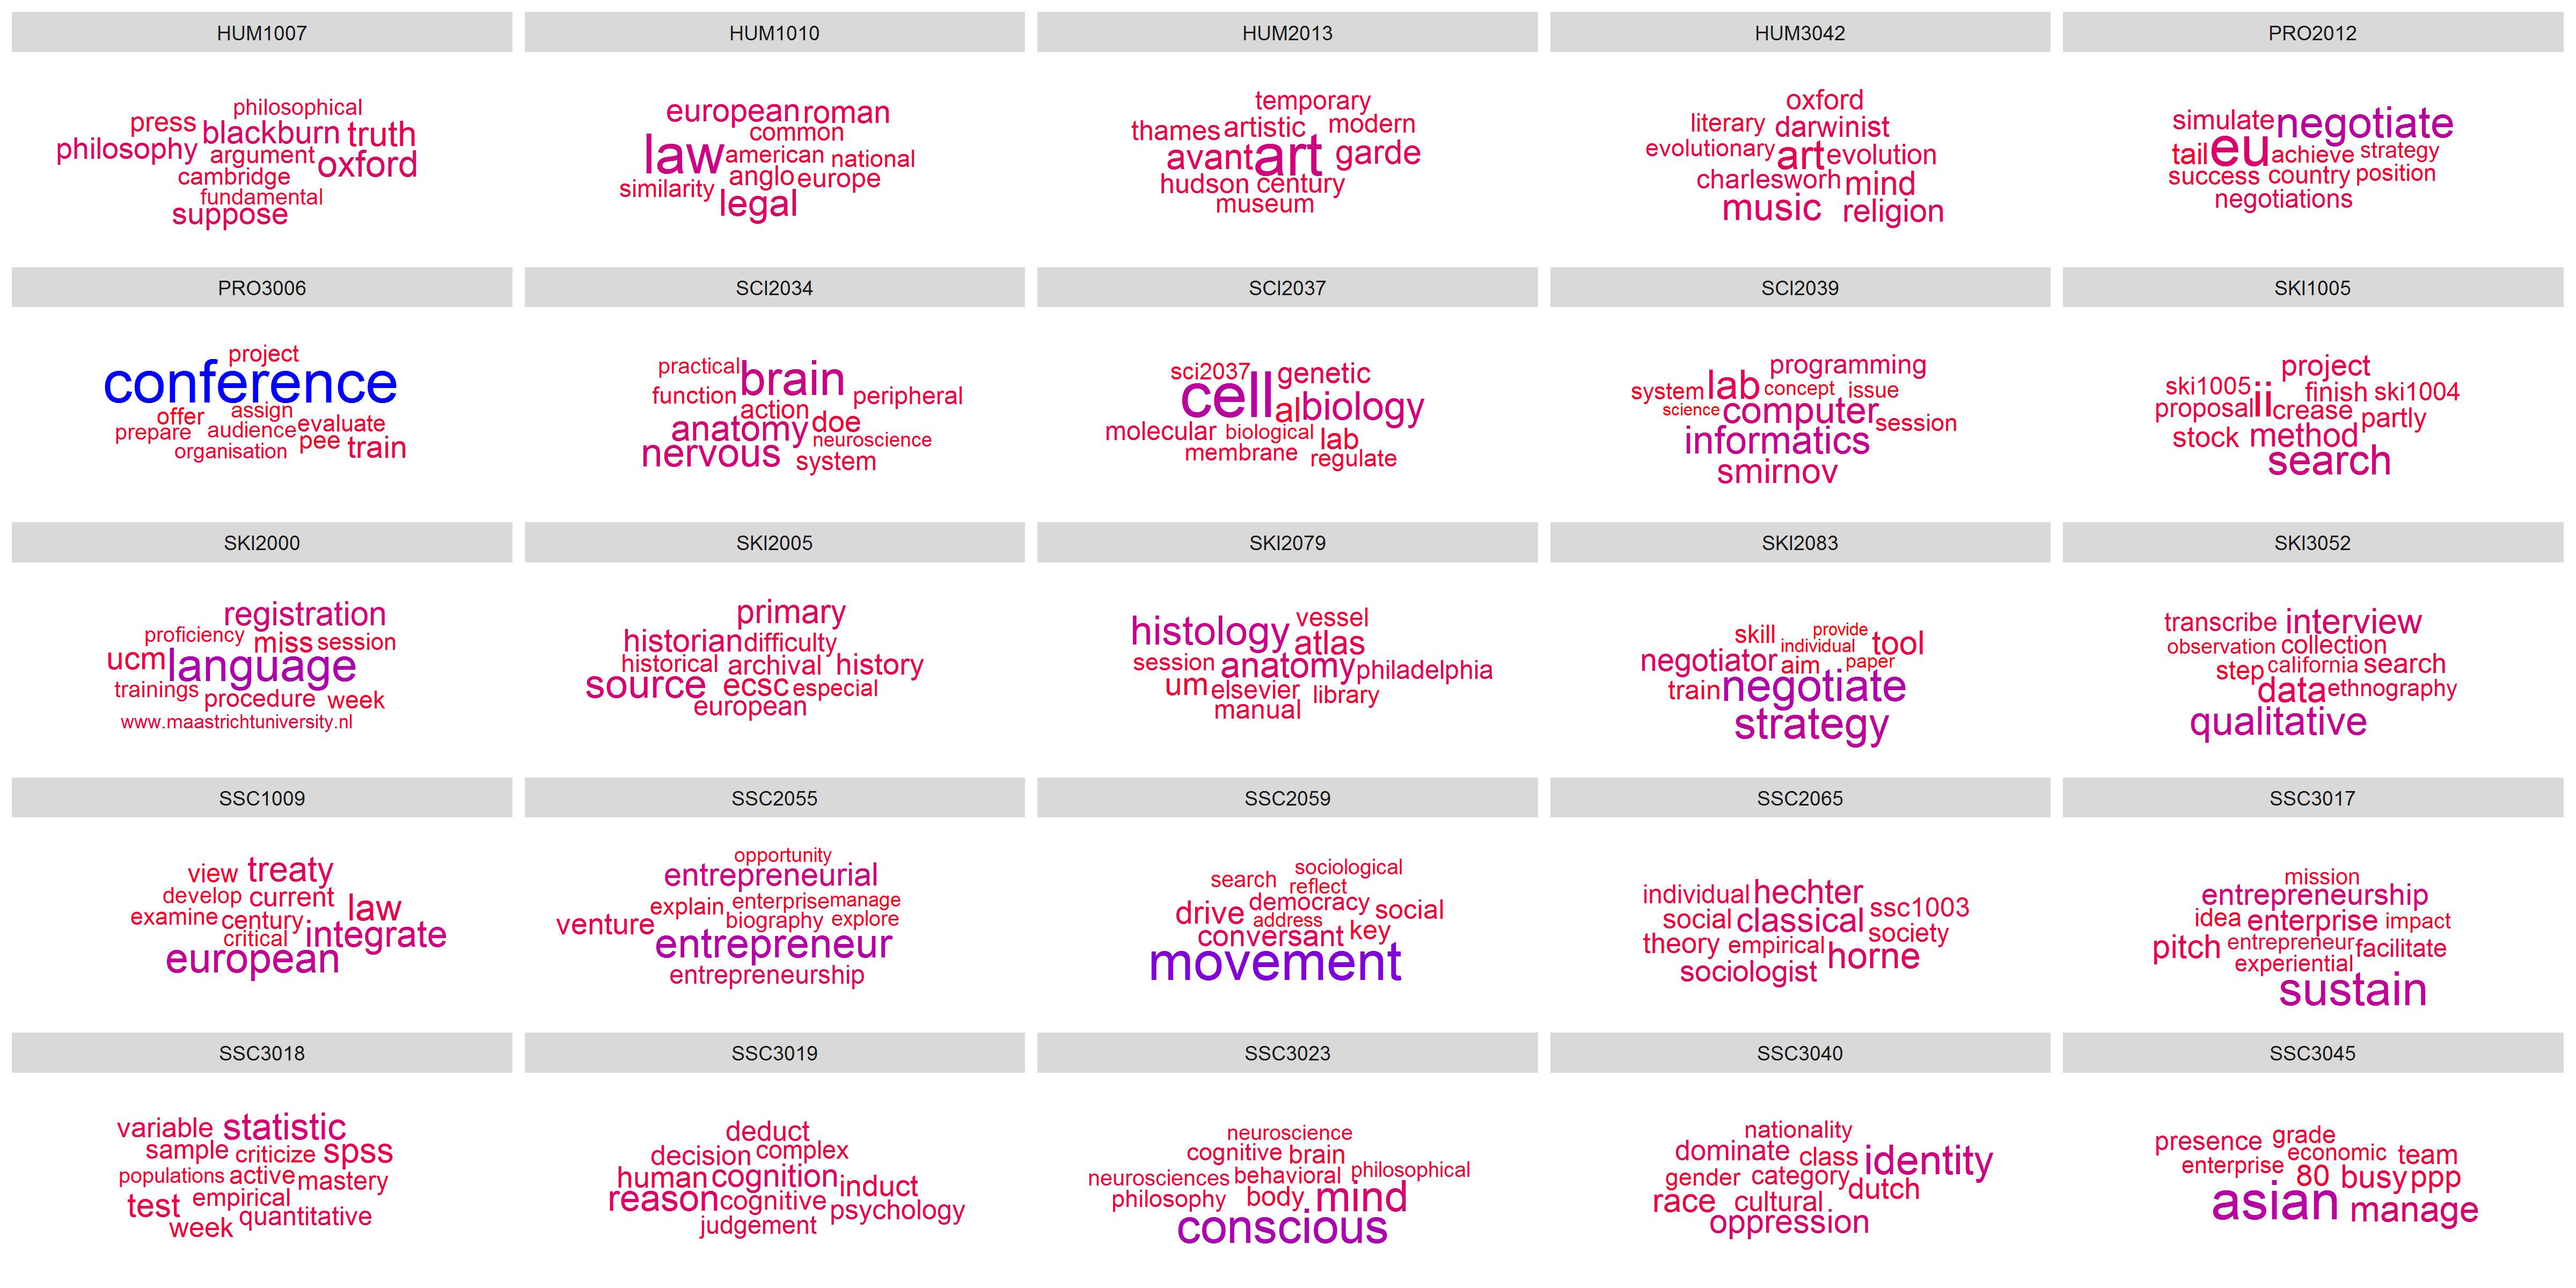 HUM1007
philosophical
press blackburn truth
philosophy argument oxford
cambridge
fundamental
suppose
HUM1010
european roman
common
law american national
anglo europe
similarity legal
HUM2013
temporary
thames artistic modern
avant art garde
hudson century
museum
HUM3042
oxford
literary darwinist
evolutionary art evolution
charlesworh mind
music religion
PRO2012
simulate negotiate
tail eu achieve strategy
success country position
negotiations
PRO3006
project
conference
offer assign
prepare audience evaluate
organisation pee train
SCI2034
practical brain
function peripheral
action
anatomy doe
neuroscience
nervous system
SCI2037
sci2037 genetic
cell al biology
molecular biological lab
membrane regulate
SCI2039
programming
system lab concept issue
science computer session
informatics
smirnov
SKI1005
project
ski1005 finish ski1004
proposal ii crease partly
stock method
search
SKI2000
registration
proficiency miss session
ucm language
trainings procedure week
www.maastrichtuniversity.nl
SKI2005
primary
historian difficulty
historical archival history
source ecsc especial
european
SKI2079
histology vessel
atlas
session anatomy philadelphia
um elsevier library
manual
SKI2083
skill provide tool
individual
negotiator aim paper
train negotiate
strategy
SKI3052
transcribe interview
observation collection
step california search
data ethnography
qualitative
SSC1009
view treaty
develop current law
examine century
critical integrate
european
SSC2055
opportunity
entrepreneurial
explain enterprise manage
venture biography explore
entrepreneur
entrepreneurship
SSC2059
sociological
search reflect
drive democracy social
address
conversant key
movement
SSC2065
individual hechter
social classical ssc1003
theory empirical society
sociologist horne
SSC3017
mission
entrepreneurship
idea enterprise impact
pitch entrepreneur facilitate
experiential
sustain
SSC3018
variable statistic
sample criticize spss
populations active mastery
test empirical
week quantitative
SSC3019
deduct
decision complex
human cognition induct
reason cognitive psychology
judgement
SSC3023
neuroscience
cognitive brain
neurosciences behavioral philosophical
philosophy body mind
conscious
SSC3040
nationality
dominate class identity
gender category dutch
race cultural
oppression
SSC3045
presence grade
enterprise economic team
80 busy ppp
asian manage